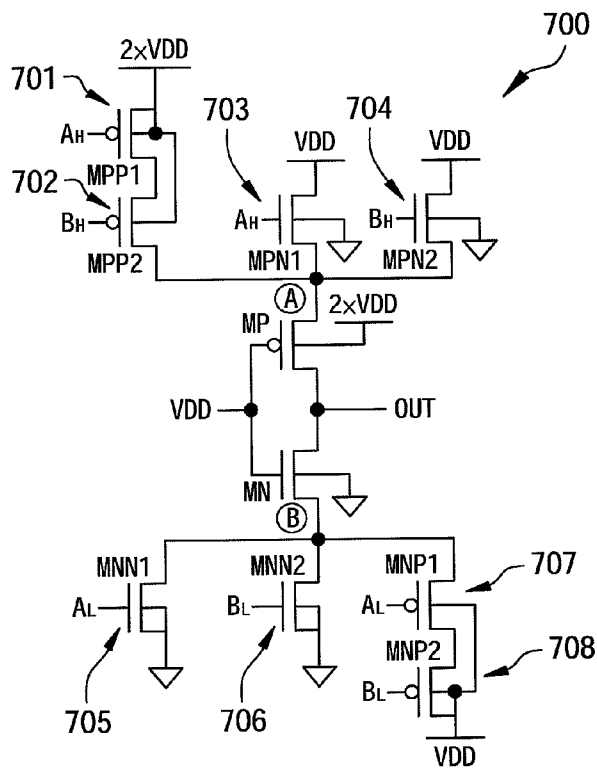 700
2×VDD
701
AH
MPP1
702
BH
MPP2
703
VDD
AH
MPN1
704
VDD
BH
MPN2
A
MP
2×VDD
VDD
OUT
MN
B
MNN1
AL
705
MNN2
BL
706
MNP1
AL
707
MNP2
BL
708
VDD